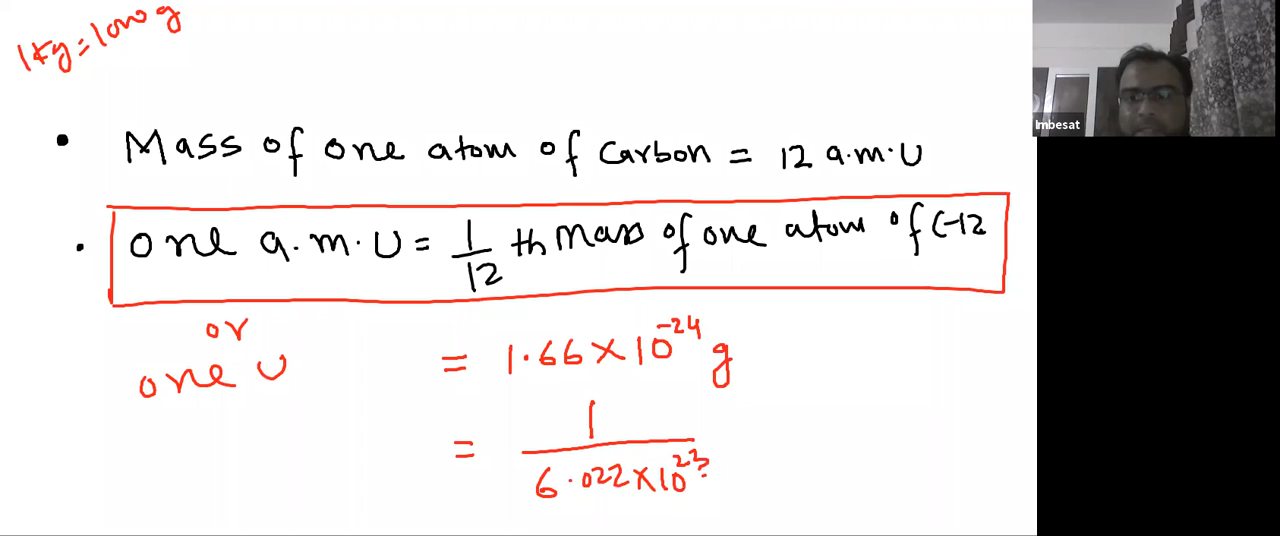 1kg = 1000 g
• Mass of one atom of carbon = 12 a.m.U
• one a.m.U = 1/12 th mass of one atom of C-12
or
one U = 1.66 × 10⁻²⁴ g
= 1/6.022 × 10²³
Imbesat